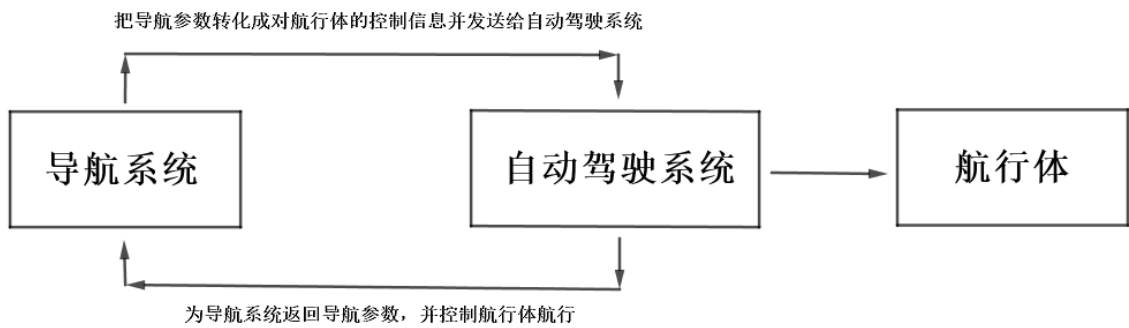 把导航参数转化成对航行体的控制信息并发送给自动驾驶系统
导航系统
自动驾驶系统
航行体
为导航系统返回导航参数，并控制航行体航行